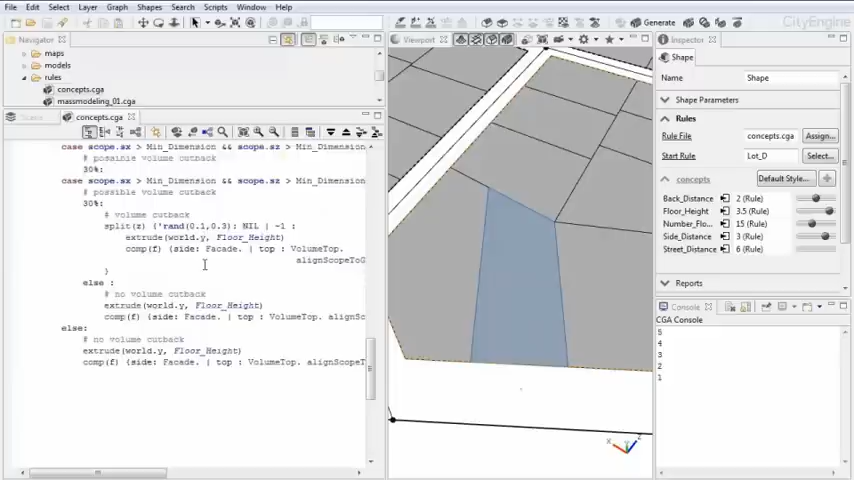 File Edit Select Layer Graph Shapes Search Scripts Window Help
CityEngine
Generate
Navigator
maps
models
rules
concepts.cga
massmodeling_01.cga
Scene
concepts.cga
case scope.sx > Min_Dimension && scope.sz > Min_Dimension
30%:
case scope.sx > Min_Dimension && scope.sz > Min_Dimension
# possible volume cutback
30%:
# volume cutback
split(z) {'rand(0.1,0.3): NIL | -1 :
extrude(world.y, Floor_Height)
comp(f) {side: Facade. | top : VolumeTop.
alignScopeToG
}
else :
# no volume cutback
extrude(world.y, Floor_Height)
comp(f) {side: Facade. | top : VolumeTop. alignSc
else:
# no volume cutback
extrude(world.y, Floor_Height)
comp(f) {side: Facade. | top : VolumeTop. alignScopeTo
Viewport
Inspector
Shape
Name Shape
Shape Parameters
Rules
Rule File concepts.cga Assign...
Start Rule Lot_D Select...
concepts Default Style...
Back_Distance 2 (Rule)
Floor_Height 3.5 (Rule)
Number_Flo... 15 (Rule)
Side_Distance 3 (Rule)
Street_Distance 6 (Rule)
Reports
Console
CGA Console
5
4
3
2
1